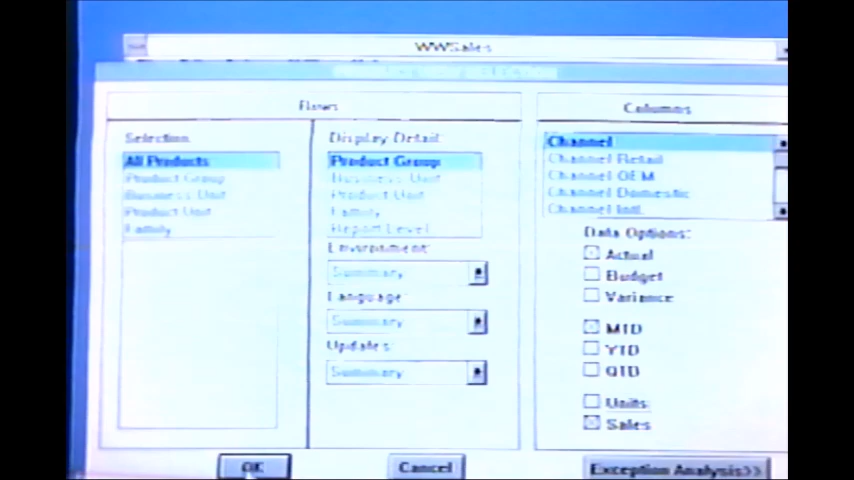 WWSales
Rows
Columns
Selection
All Products
Product Group
Business Unit
Product Unit
Family
Display Detail:
Product Group
Business Unit
Product Unit
Family
Report Level
Environment:
Summary
Language:
Summary
Updates:
Summary
Channel
Channel Retail
Channel OEM
Channel Domestic
Channel Intl.
Data Options:
Actual
Budget
Variance
MTD
YTD
QTD
Units
Sales
OK
Cancel
Exception Analysis>>